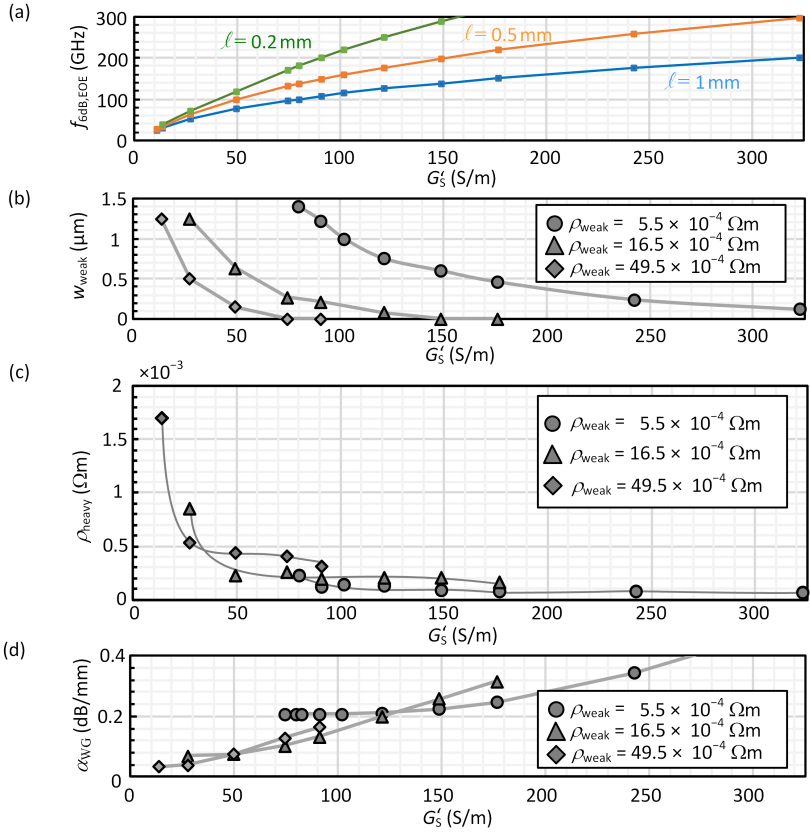 (a)
300
200
100
0
f6dB,EOE (GHz)
ℓ = 0.2 mm
ℓ = 0.5 mm
ℓ = 1 mm
0 50 100 150 200 250 300
G′S (S/m)
(b)
1.5
1
0.5
0
wweak (µm)
ρweak = 5.5 × 10⁻⁴ Ωm
ρweak = 16.5 × 10⁻⁴ Ωm
ρweak = 49.5 × 10⁻⁴ Ωm
0 50 100 150 200 250 300
G′S (S/m)
(c)
×10⁻³
2
1.5
1
0.5
0
ρheavy (Ωm)
ρweak = 5.5 × 10⁻⁴ Ωm
ρweak = 16.5 × 10⁻⁴ Ωm
ρweak = 49.5 × 10⁻⁴ Ωm
0 50 100 150 200 250 300
G′S (S/m)
(d)
0.4
0.2
0
αWG (dB/mm)
ρweak = 5.5 × 10⁻⁴ Ωm
ρweak = 16.5 × 10⁻⁴ Ωm
ρweak = 49.5 × 10⁻⁴ Ωm
0 50 100 150 200 250 300
G′S (S/m)